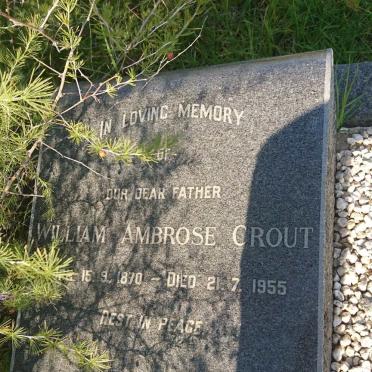 IN LOVING MEMORY
OF
OUR DEAR FATHER
WILLIAM AMBROSE CROUT
15. 9. 1870 – DIED 21. 7. 1955
REST IN PEACE